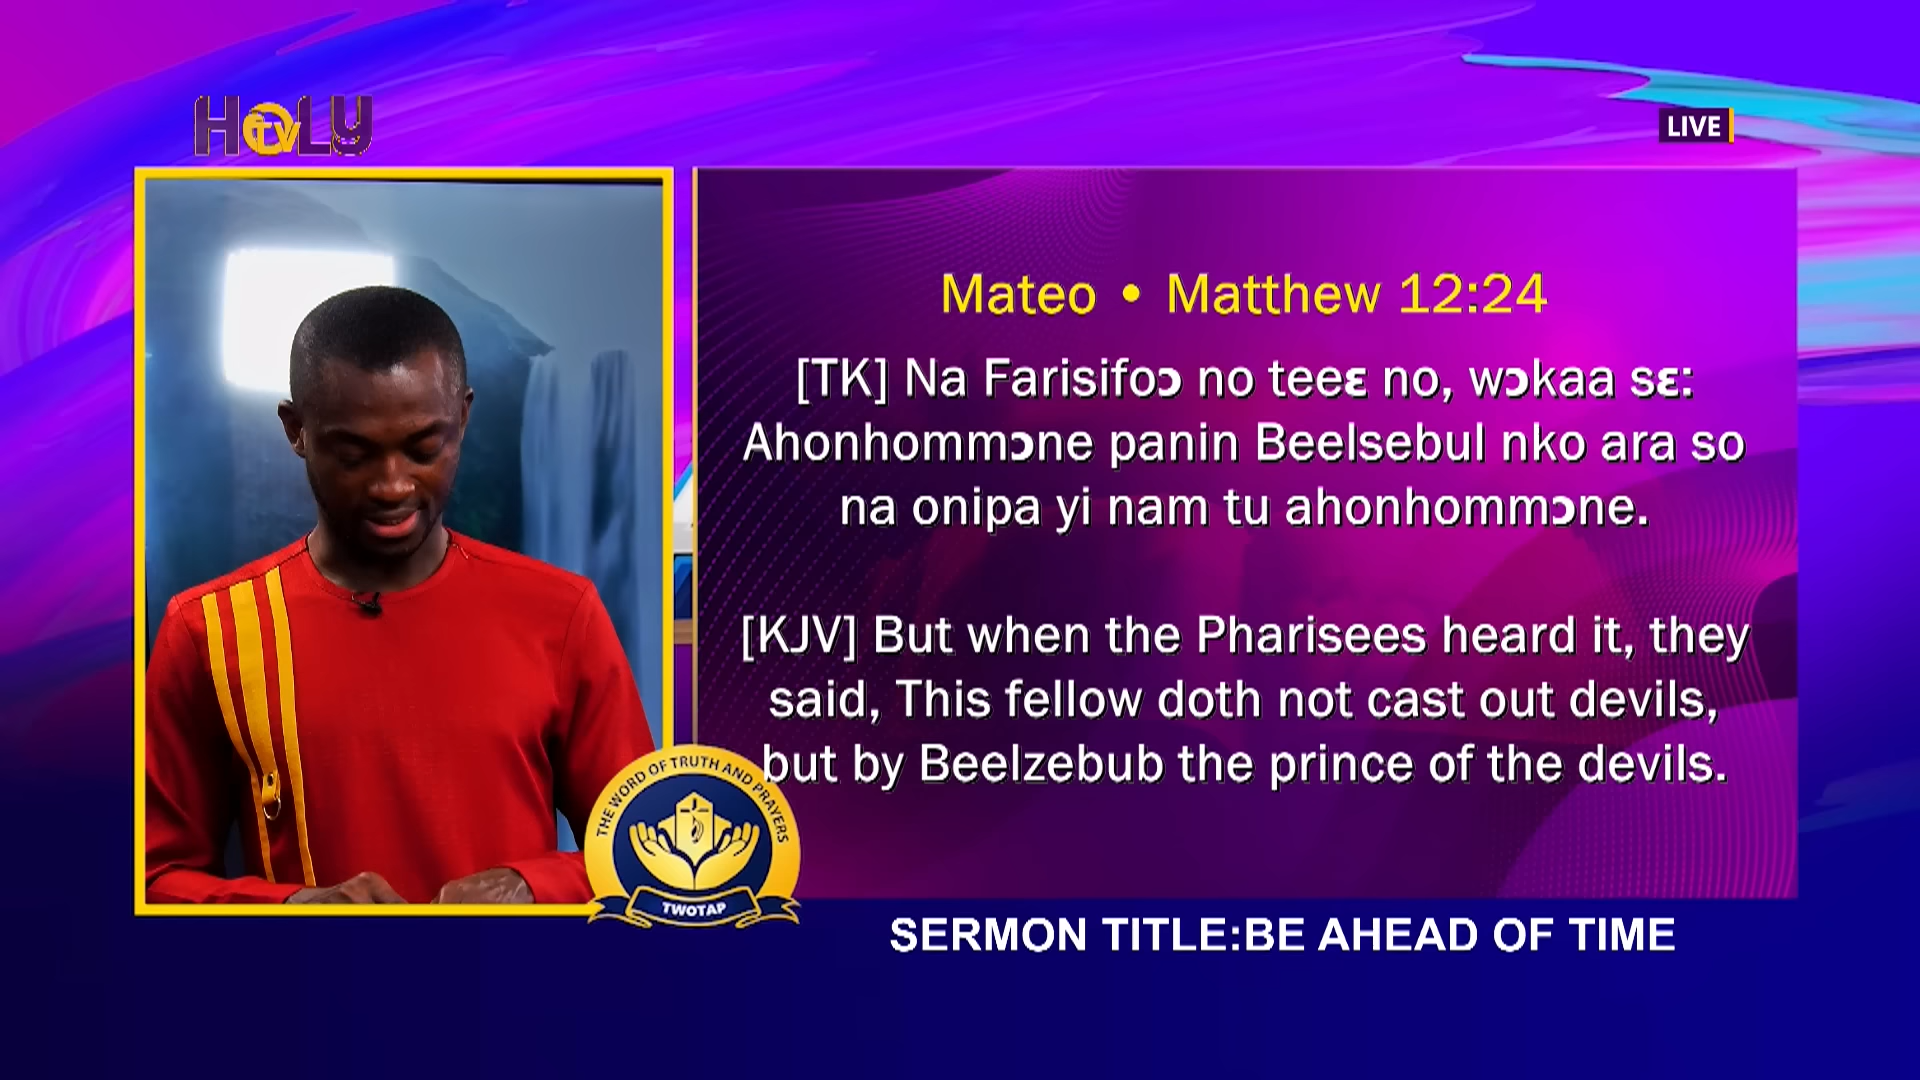 HOLY
tv
LIVE
Mateo • Matthew 12:24
[TK] Na Farisifoɔ no teeɛ no, wɔkaa sɛ:
Ahonhommɔne panin Beelsebul nko ara so
na onipa yi nam tu ahonhommɔne.
[KJV] But when the Pharisees heard it, they
said, This fellow doth not cast out devils,
but by Beelzebub the prince of the devils.
THE WORD OF TRUTH AND PRAYERS
TWOTAP
SERMON TITLE:BE AHEAD OF TIME